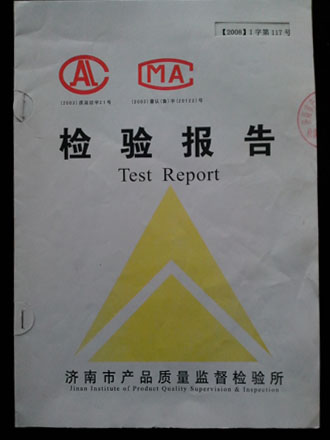 【2008】I字第117号
CAL
CMA
检验报告
Test Report
济南市产品质量监督检验所
Jinan Institute of Product Quality Supervision & Inspection